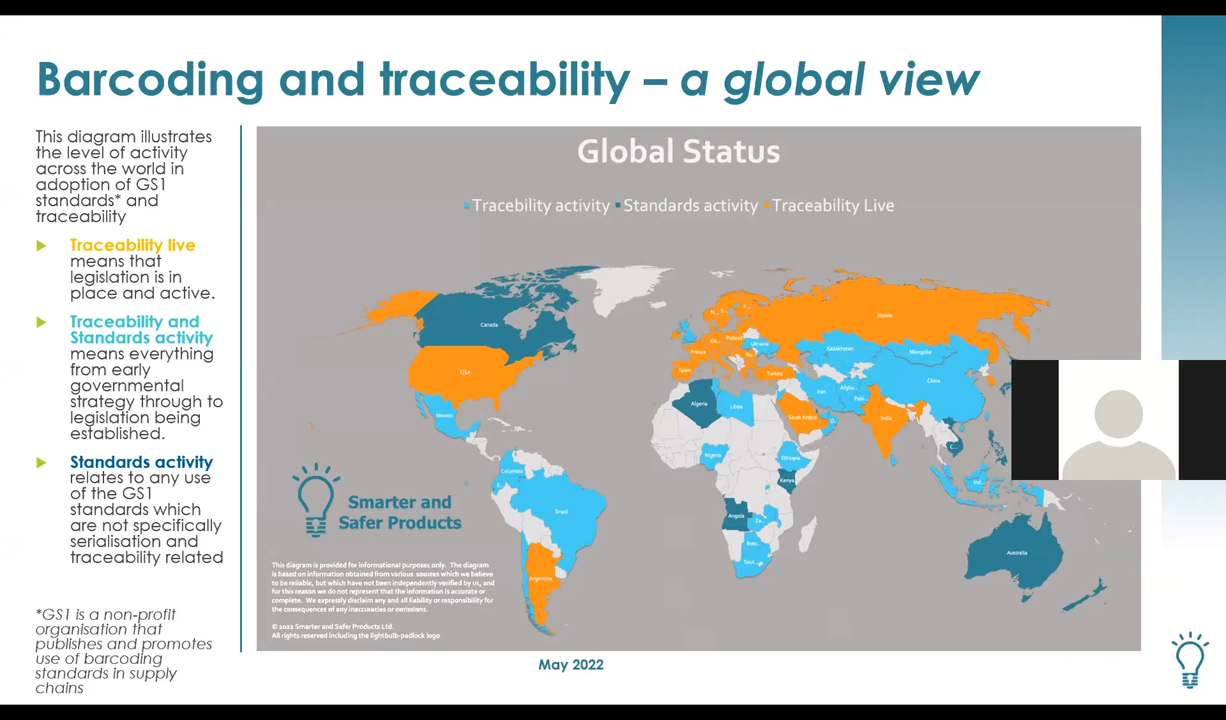 Barcoding and traceability – a global view
This diagram illustrates
the level of activity
across the world in
adoption of GS1
standards* and
traceability
Traceability live
means that
legislation is in
place and active.
Traceability and
Standards activity
means everything
from early
governmental
strategy through to
legislation being
established.
Standards activity
relates to any use
of the GS1
standards which
are not specifically
serialisation and
traceability related
*GS1 is a non-profit
organisation that
publishes and promotes
use of barcoding
standards in supply
chains
Global Status
Tracebility activity Standards activity Traceability Live
Canada
USA
Mexico
Columbia
E..
Brazil
Argentina
Russia
N..
S..
Ge..
Poland
Ukraine
France
Ru..
Spain
Turkey
Kazakhstan
Mongolia
China
Iran
Afgha..
Paki..
India
Saudi Arabia
O..
Algeria
Libya
Nigeria
Ethiopia
Kenya
Angola
Za..
Bots..
Sout..
C..
Australia
Smarter and
Safer Products
This diagram is provided for informational purposes only. The diagram
is based on information obtained from various sources which we believe
to be reliable, but which have not been independently verified by us, and
for this reason we do not represent that the information is accurate or
complete. We expressly disclaim any and all liability or responsibility for
the consequences of any inaccuracies or omissions.
© 2022 Smarter and Safer Products Ltd.
All rights reserved including the lightbulb-padlock logo
May 2022